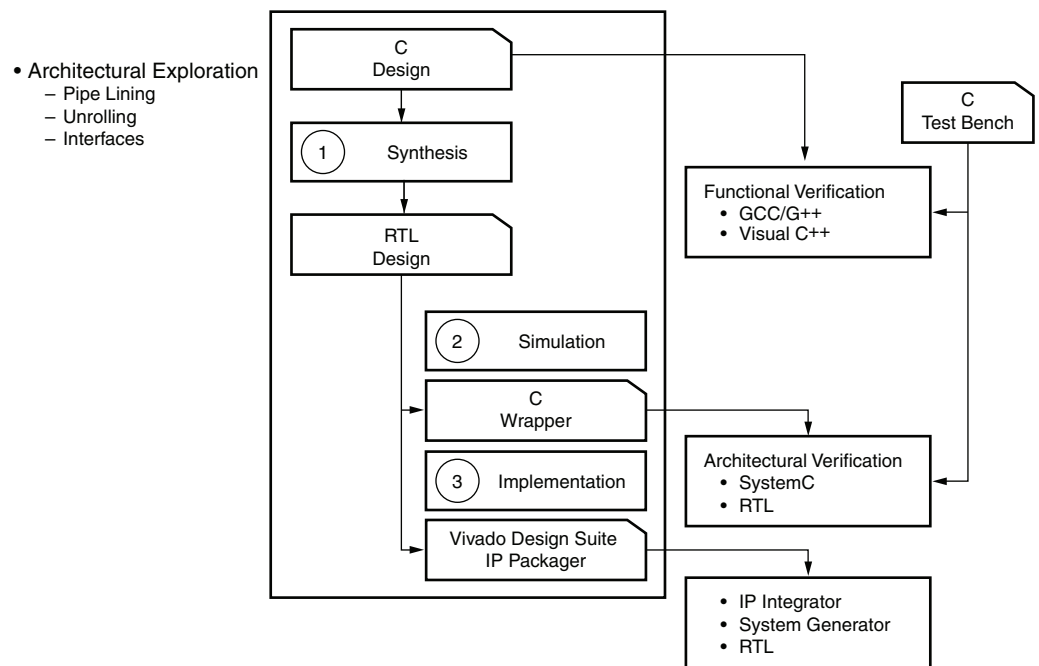 • Architectural Exploration
– Pipe Lining
– Unrolling
– Interfaces
C
Design
1 Synthesis
RTL
Design
2 Simulation
C
Wrapper
3 Implementation
Vivado Design Suite
IP Packager
C
Test Bench
Functional Verification
• GCC/G++
• Visual C++
Architectural Verification
• SystemC
• RTL
• IP Integrator
• System Generator
• RTL